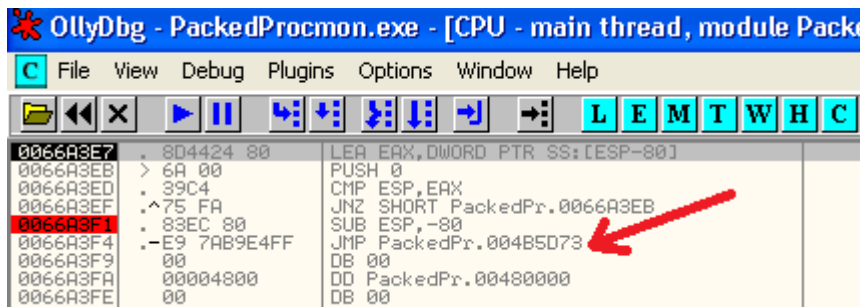 OllyDbg - PackedProcmon.exe - [CPU - main thread, module Packe
C File View Debug Plugins Options Window Help
L E M T W H C
0066A3E7 . 8D4424 80 LEA EAX,DWORD PTR SS:[ESP-80]
0066A3EB > 6A 00 PUSH 0
0066A3ED . 39C4 CMP ESP,EAX
0066A3EF .^75 FA JNZ SHORT PackedPr.0066A3EB
0066A3F1 . 83EC 80 SUB ESP,-80
0066A3F4 .-E9 7AB9E4FF JMP PackedPr.004B5D73
0066A3F9 00 DB 00
0066A3FA 00004800 DD PackedPr.00480000
0066A3FE 00 DB 00